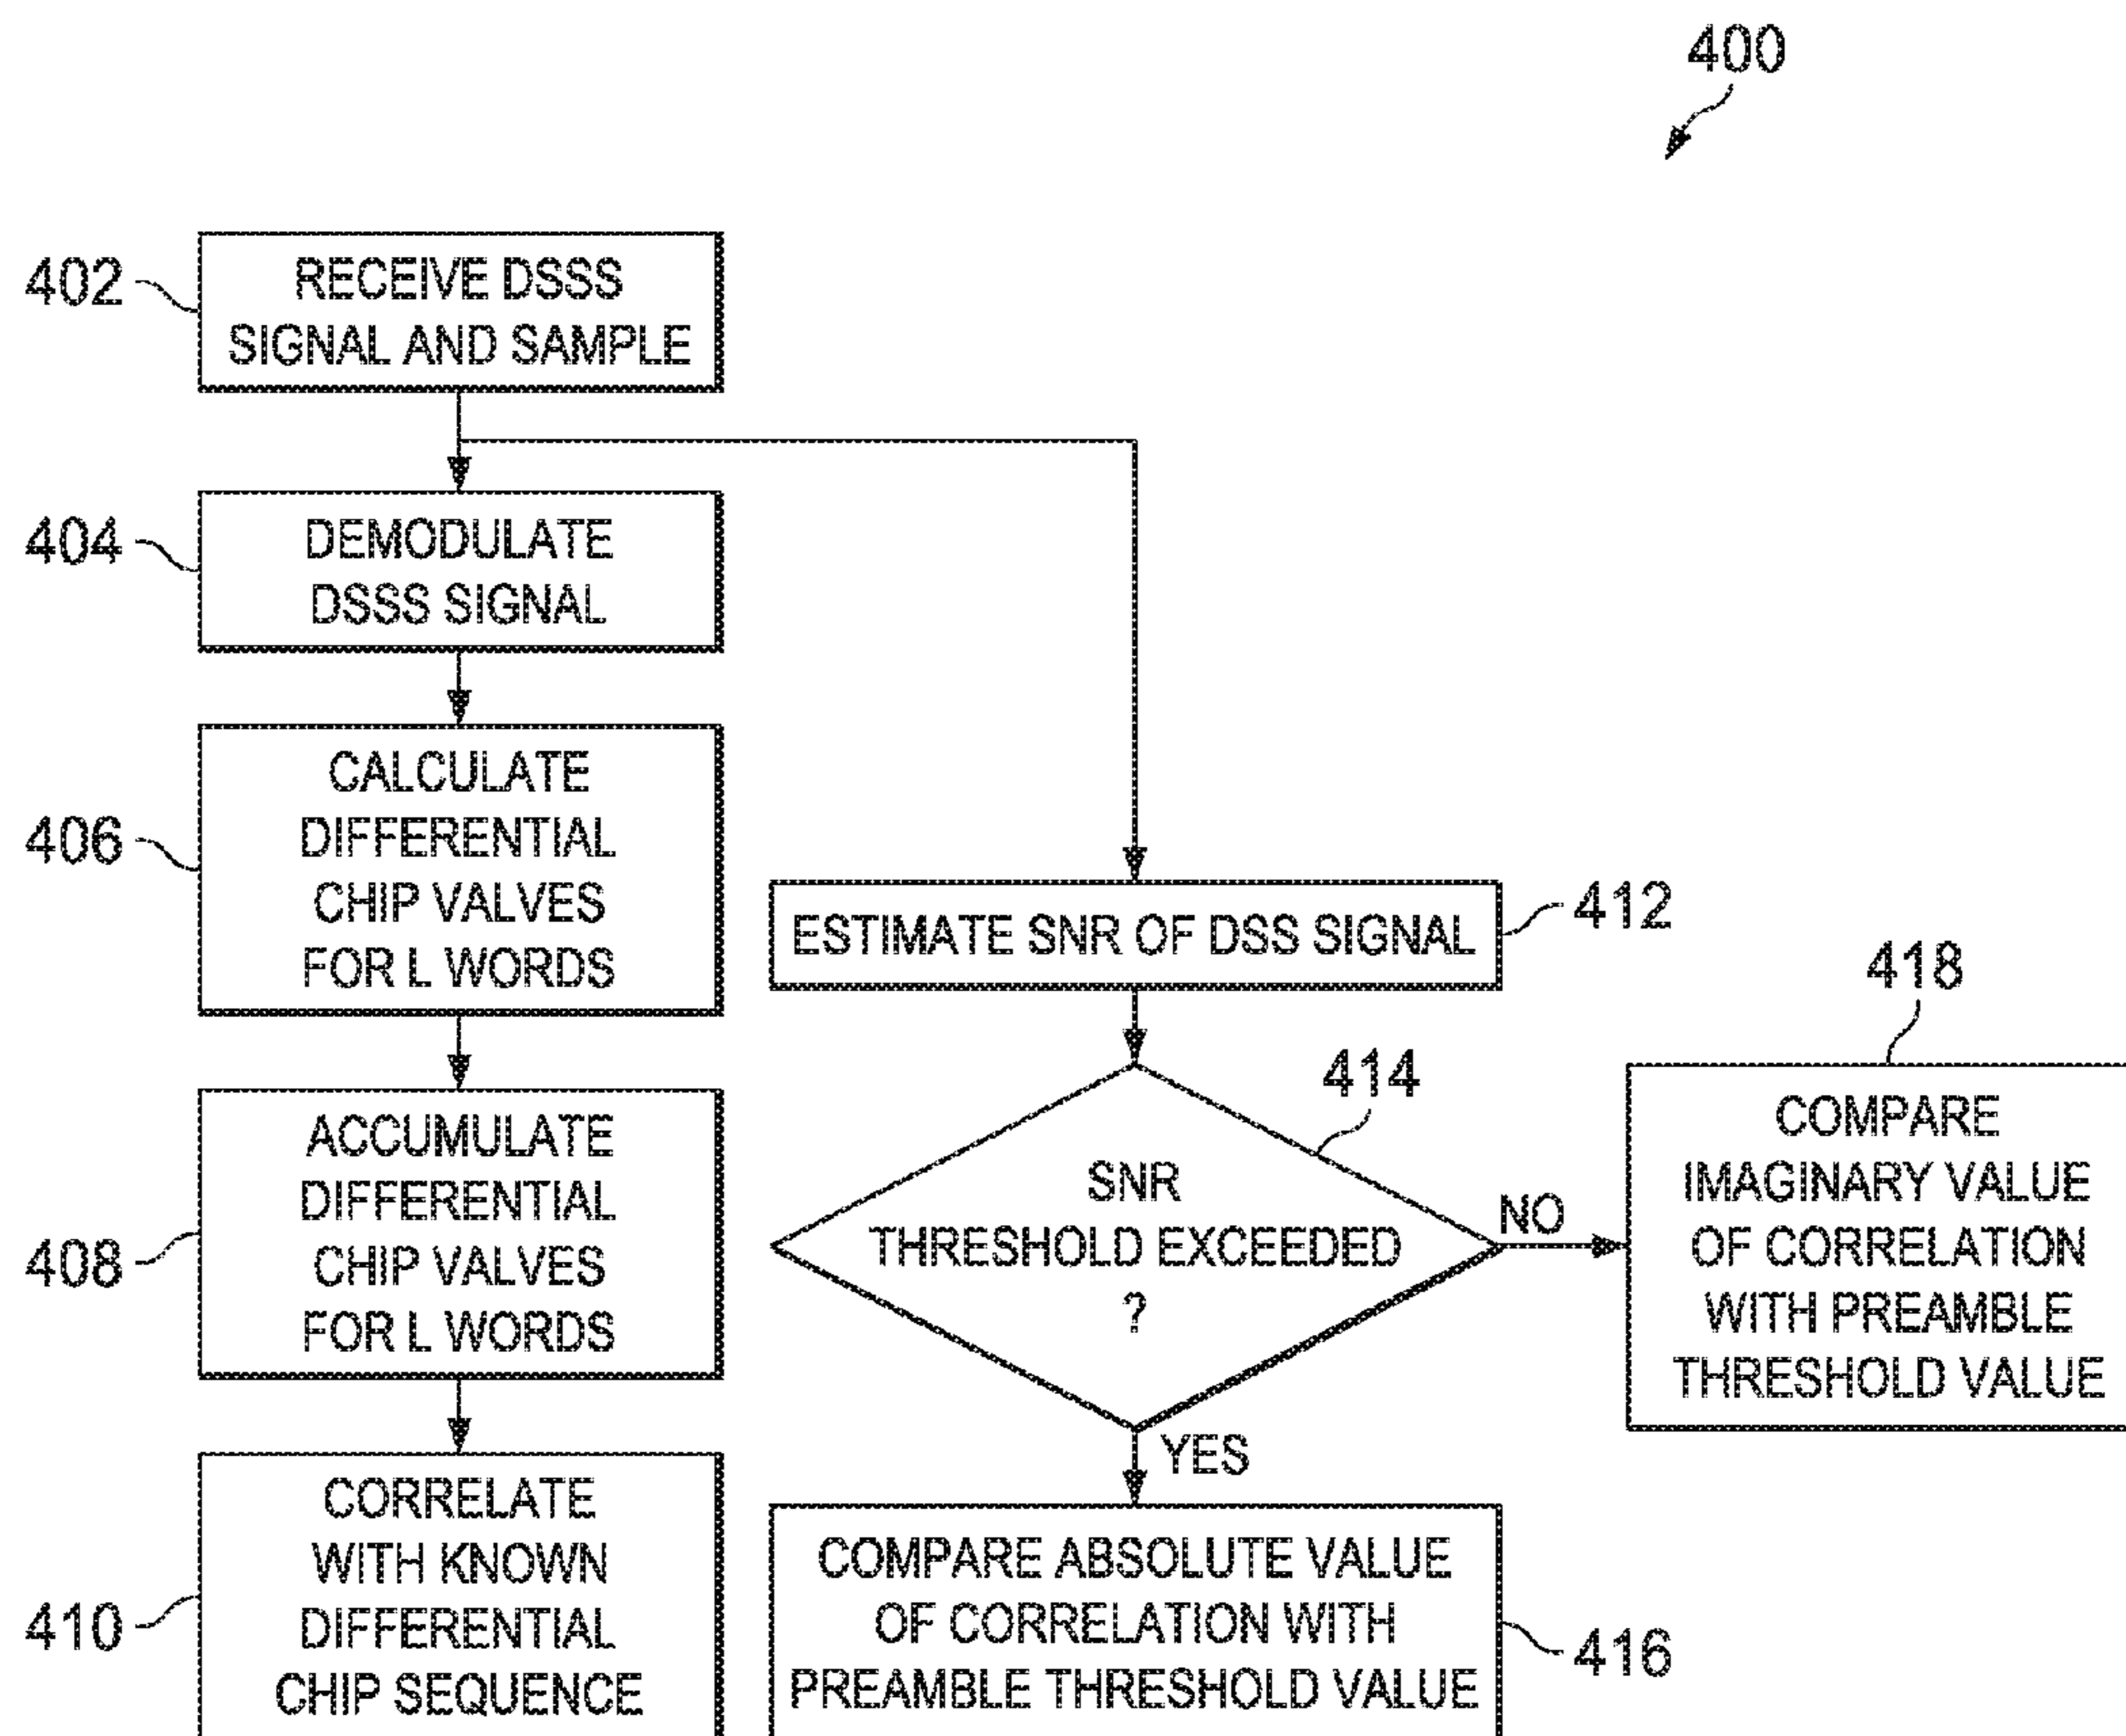 400
402
RECEIVE DSSS
SIGNAL AND SAMPLE
404
DEMODULATE
DSSS SIGNAL
406
CALCULATE
DIFFERENTIAL
CHIP VALVES
FOR L WORDS
412
ESTIMATE SNR OF DSS SIGNAL
408
ACCUMULATE
DIFFERENTIAL
CHIP VALVES
FOR L WORDS
414
SNR
THRESHOLD EXCEEDED
?
NO
YES
418
COMPARE
IMAGINARY VALUE
OF CORRELATION
WITH PREAMBLE
THRESHOLD VALUE
410
CORRELATE
WITH KNOWN
DIFFERENTIAL
CHIP SEQUENCE
COMPARE ABSOLUTE VALUE
OF CORRELATION WITH
PREAMBLE THRESHOLD VALUE
416